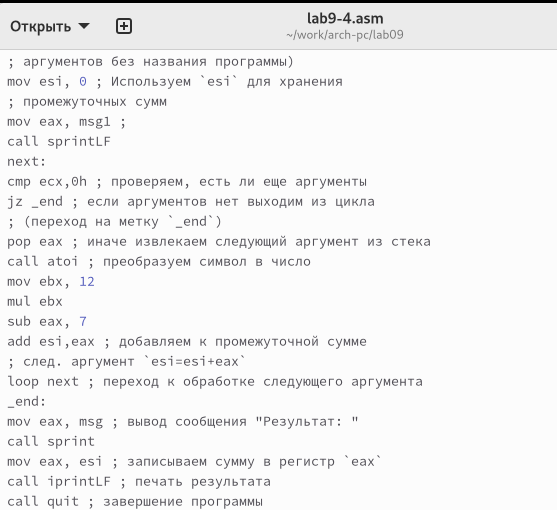 Открыть
lab9-4.asm
~/work/arch-pc/lab09
; аргументов без названия программы)
mov esi, 0 ; Используем `esi` для хранения
; промежуточных сумм
mov eax, msg1 ;
call sprintLF
next:
cmp ecx,0h ; проверяем, есть ли еще аргументы
jz _end ; если аргументов нет выходим из цикла
; (переход на метку `_end`)
pop eax ; иначе извлекаем следующий аргумент из стека
call atoi ; преобразуем символ в число
mov ebx, 12
mul ebx
sub eax, 7
add esi,eax ; добавляем к промежуточной сумме
; след. аргумент `esi=esi+eax`
loop next ; переход к обработке следующего аргумента
_end:
mov eax, msg ; вывод сообщения "Результат: "
call sprint
mov eax, esi ; записываем сумму в регистр `eax`
call iprintLF ; печать результата
call quit ; завершение программы